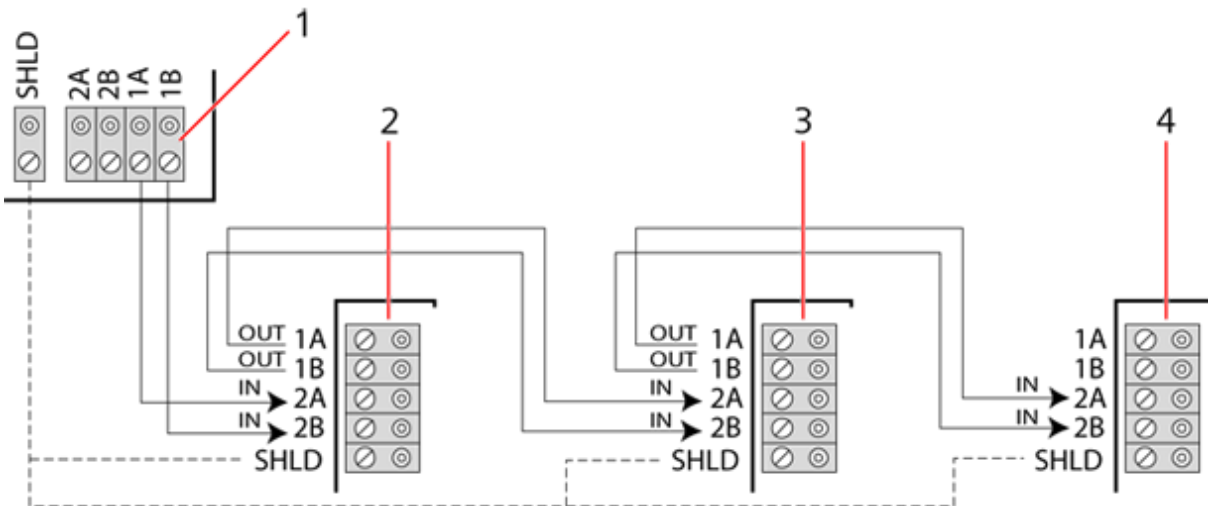 1
SHLD
2A
2B
1A
1B
2
3
4
OUT 1A
OUT 1B
IN 2A
IN 2B
SHLD
OUT 1A
OUT 1B
IN 2A
IN 2B
SHLD
1A
1B
IN 2A
IN 2B
SHLD